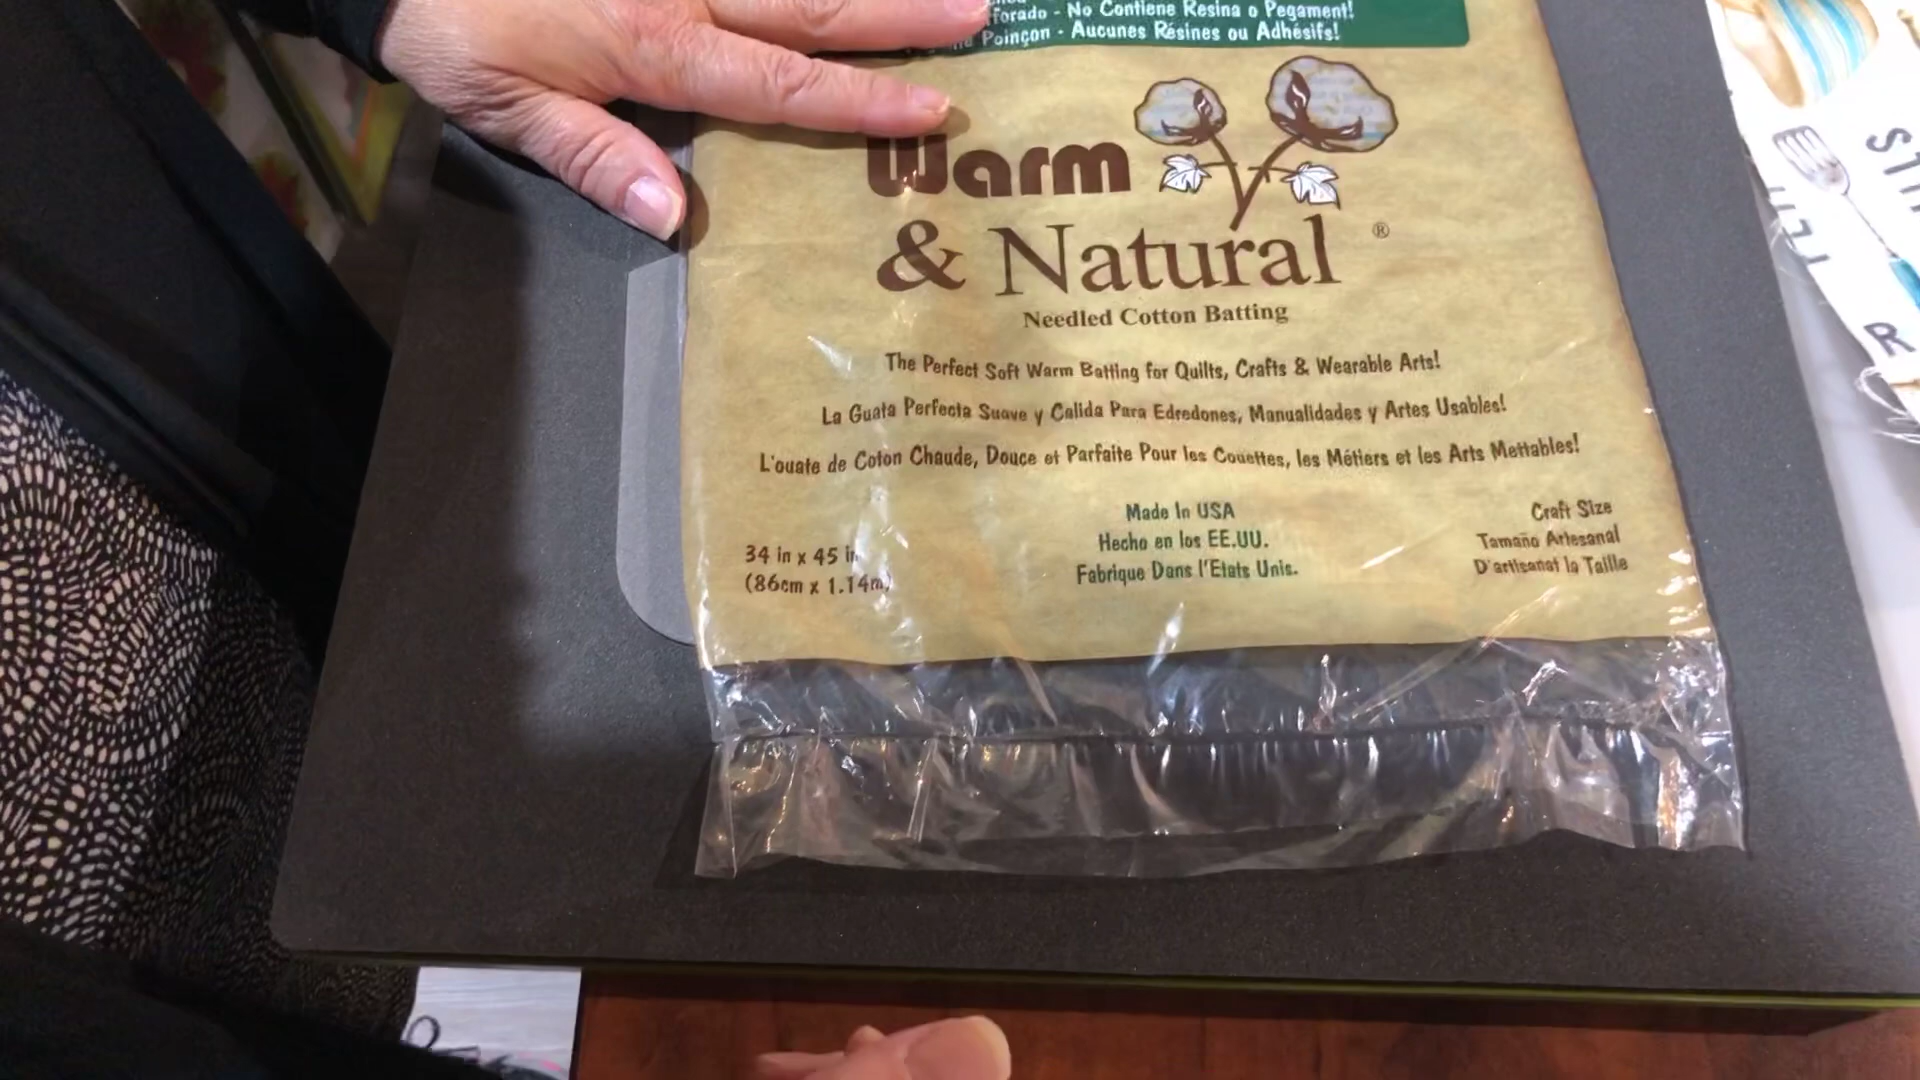 forado - No Contiene Resina o Pegament!
Poinçon - Aucunes Résines ou Adhésifs!
Warm
& Natural ®
Needled Cotton Batting
The Perfect Soft Warm Batting for Quilts, Crafts & Wearable Arts!
La Guata Perfecta Suave y Calida Para Edredones, Manualidades y Artes Usables!
L'ouate de Coton Chaude, Douce et Parfaite Pour les Couettes, les Métiers et les Arts Mettables!
34 in x 45 in
(86cm x 1.14m)
Made In USA
Hecho en los EE.UU.
Fabrique Dans l'Etats Unis.
Craft Size
Tamaño Artesanal
D'artisanat la Taille
R